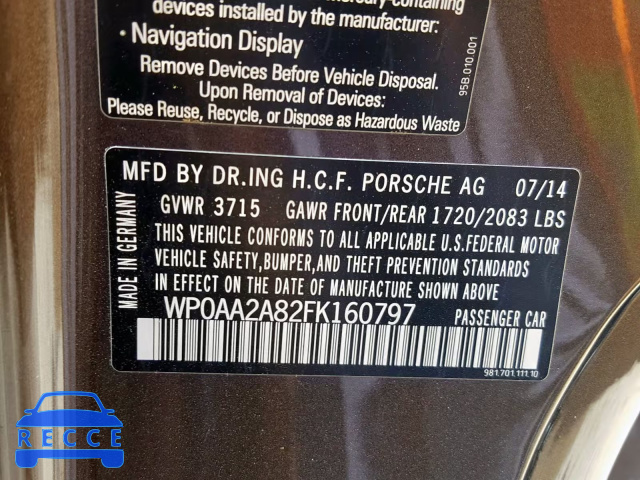 mercury-containing
devices installed by the manufacturer:
• Navigation Display
Remove Devices Before Vehicle Disposal.
Upon Removal of Devices:
Please Reuse, Recycle, or Dispose as Hazardous Waste
95B.010.001
MFD BY DR.ING H.C.F. PORSCHE AG 07/14
GVWR 3715 GAWR FRONT/REAR 1720/2083 LBS
THIS VEHICLE CONFORMS TO ALL APPLICABLE U.S.FEDERAL MOTOR
VEHICLE SAFETY,BUMPER,AND THEFT PREVENTION STANDARDS
IN EFFECT ON THE DATE OF MANUFACTURE SHOWN ABOVE.
WP0AA2A82FK160797 PASSENGER CAR
MADE IN GERMANY
981.701.111.10
RECCE